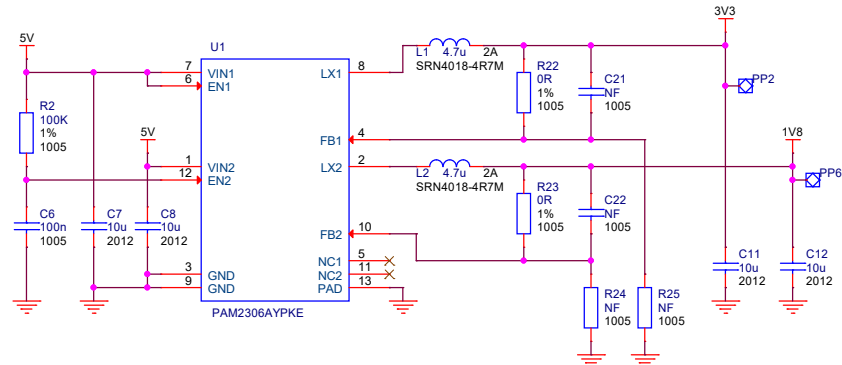 3V3
5V
U1
L1 4.7u 2A
SRN4018-4R7M
7 VIN1
6 EN1
LX1 8
R22
0R
1%
1005
C21
NF
1005
PP2
R2
100K
1%
1005
5V
FB1 4
1V8
1 VIN2
12 EN2
LX2 2
L2 4.7u 2A
SRN4018-4R7M
PP6
R23
0R
1%
1005
C22
NF
1005
C6
100n
1005
C7
10u
2012
C8
10u
2012
FB2 10
NC1 5
NC2 11
PAD 13
3 GND
9 GND
C11
10u
2012
C12
10u
2012
R24
NF
1005
R25
NF
1005
PAM2306AYPKE